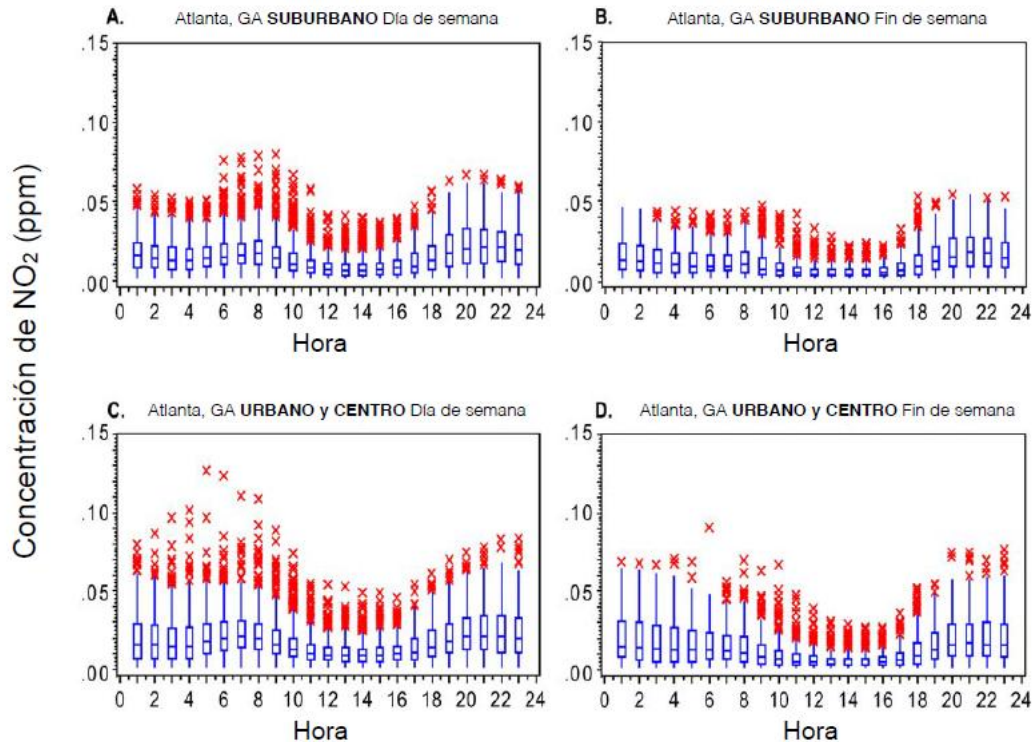 Concentración de NO₂ (ppm)
A. Atlanta, GA SUBURBANO Día de semana
.15
.10
.05
.00
0 2 4 6 8 10 12 14 16 18 20 22 24
Hora
B. Atlanta, GA SUBURBANO Fin de semana
.15
.10
.05
.00
0 2 4 6 8 10 12 14 16 18 20 22 24
Hora
C. Atlanta, GA URBANO y CENTRO Día de semana
.15
.10
.05
.00
0 2 4 6 8 10 12 14 16 18 20 22 24
Hora
D. Atlanta, GA URBANO y CENTRO Fin de semana
.15
.10
.05
.00
0 2 4 6 8 10 12 14 16 18 20 22 24
Hora